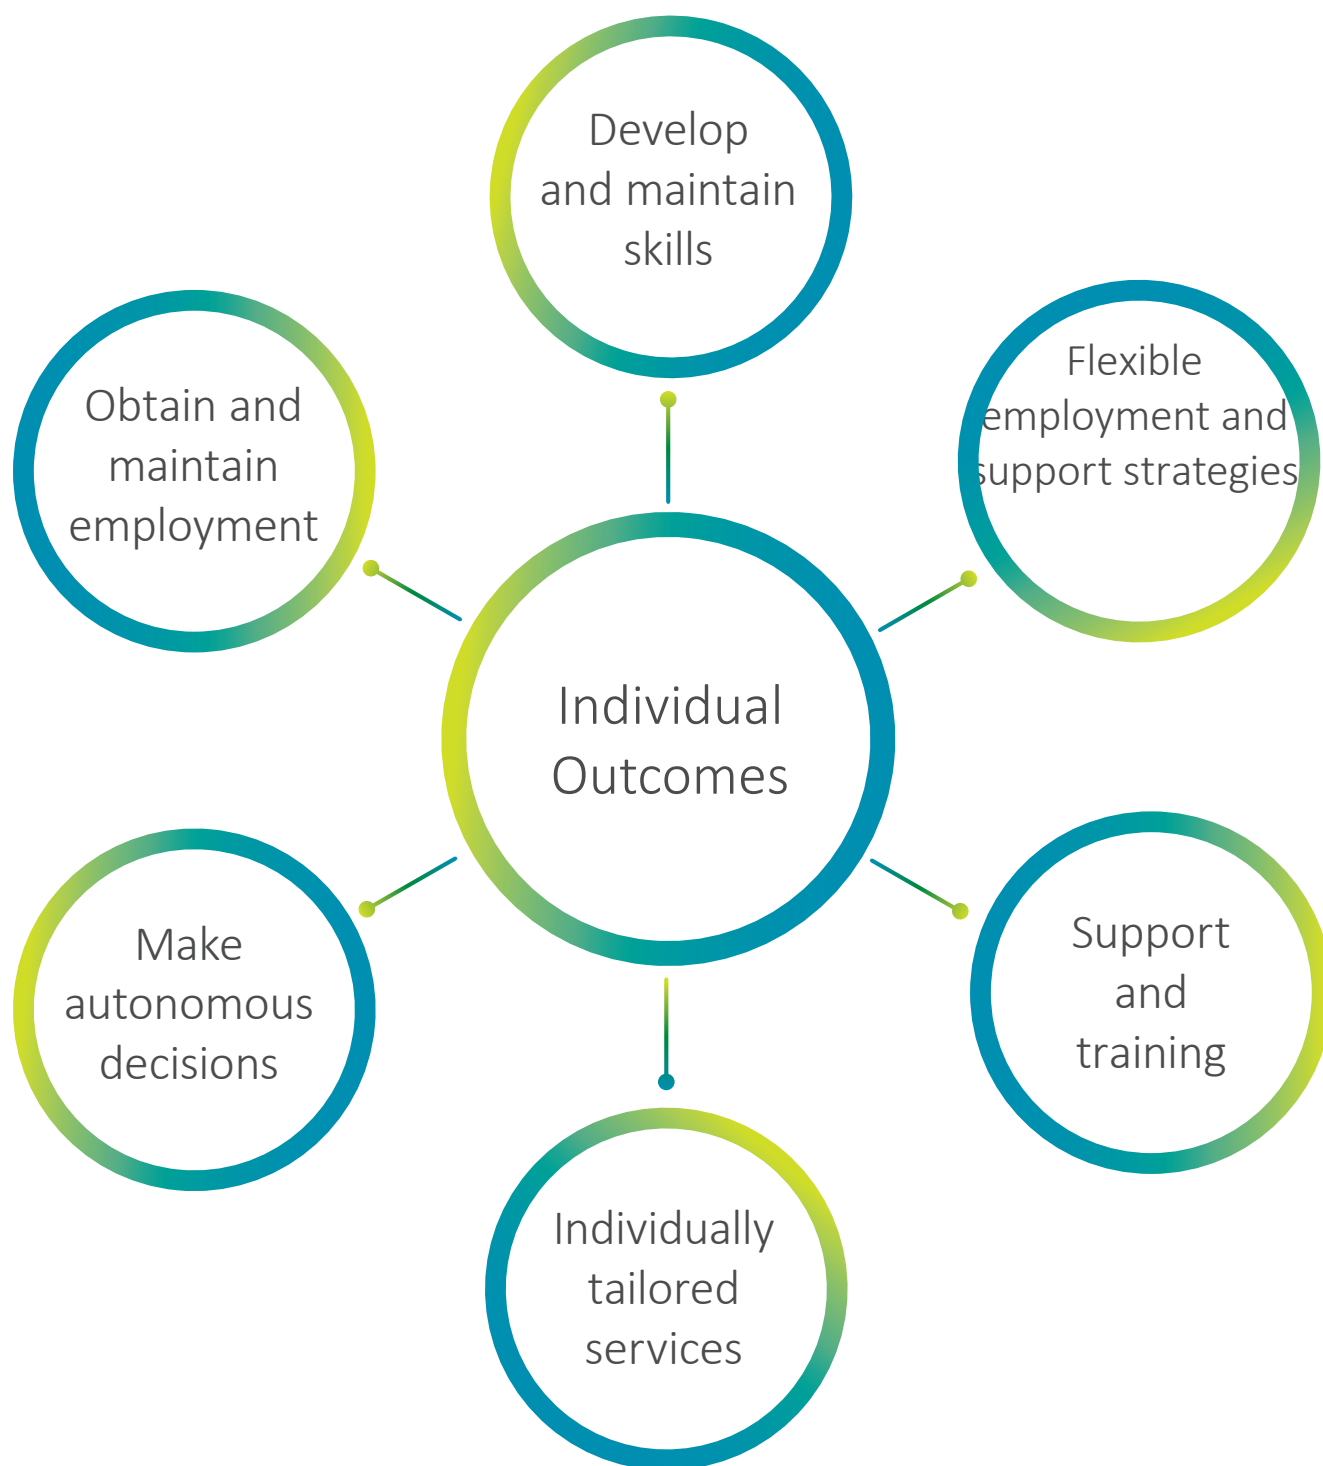 Develop
and maintain
skills
Flexible
employment and
support strategies
Support
and
training
Individually
tailored
services
Make
autonomous
decisions
Obtain and
maintain
employment
Individual
Outcomes